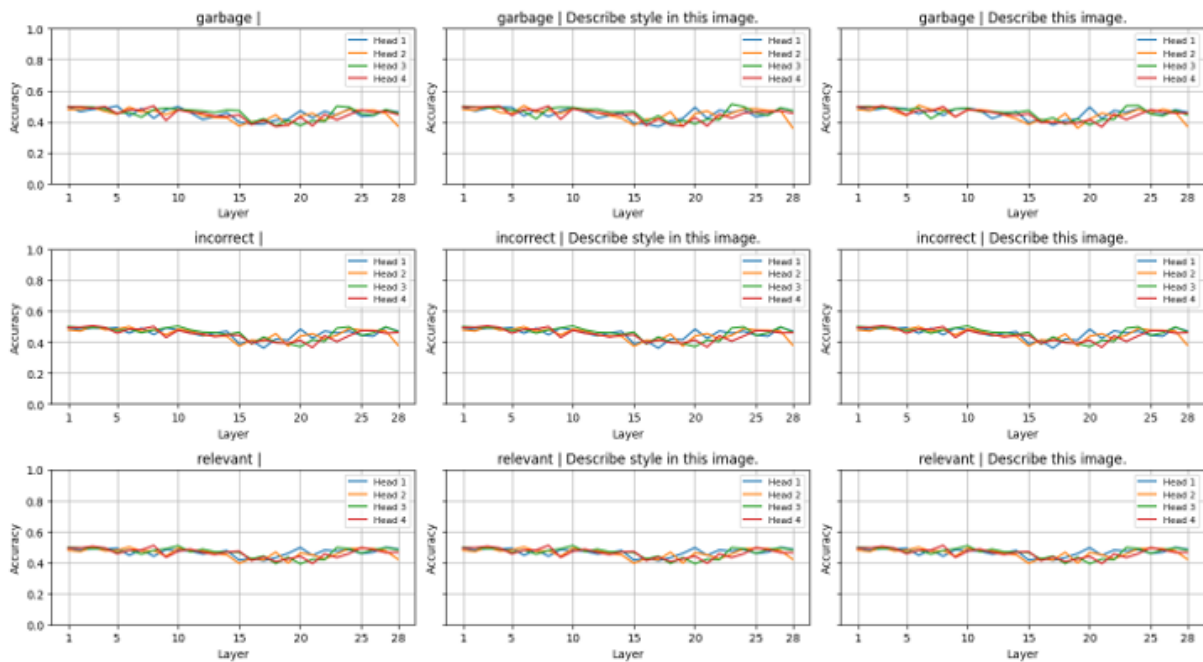 garbage |
Head 1
Head 2
Head 3
Head 4
1.0
0.8
0.6
0.4
0.2
0.0
Accuracy
1 5 10 15 20 25 28
Layer
garbage | Describe style in this image.
Head 1
Head 2
Head 3
Head 4
Accuracy
1 5 10 15 20 25 28
Layer
garbage | Describe this image.
Head 1
Head 2
Head 3
Head 4
Accuracy
1 5 10 15 20 25 28
Layer
incorrect |
Head 1
Head 2
Head 3
Head 4
1.0
0.8
0.6
0.4
0.2
0.0
Accuracy
1 5 10 15 20 25 28
Layer
incorrect | Describe style in this image.
Head 1
Head 2
Head 3
Head 4
Accuracy
1 5 10 15 20 25 28
Layer
incorrect | Describe this image.
Head 1
Head 2
Head 3
Head 4
Accuracy
1 5 10 15 20 25 28
Layer
relevant |
Head 1
Head 2
Head 3
Head 4
1.0
0.8
0.6
0.4
0.2
0.0
Accuracy
1 5 10 15 20 25 28
Layer
relevant | Describe style in this image.
Head 1
Head 2
Head 3
Head 4
Accuracy
1 5 10 15 20 25 28
Layer
relevant | Describe this image.
Head 1
Head 2
Head 3
Head 4
Accuracy
1 5 10 15 20 25 28
Layer